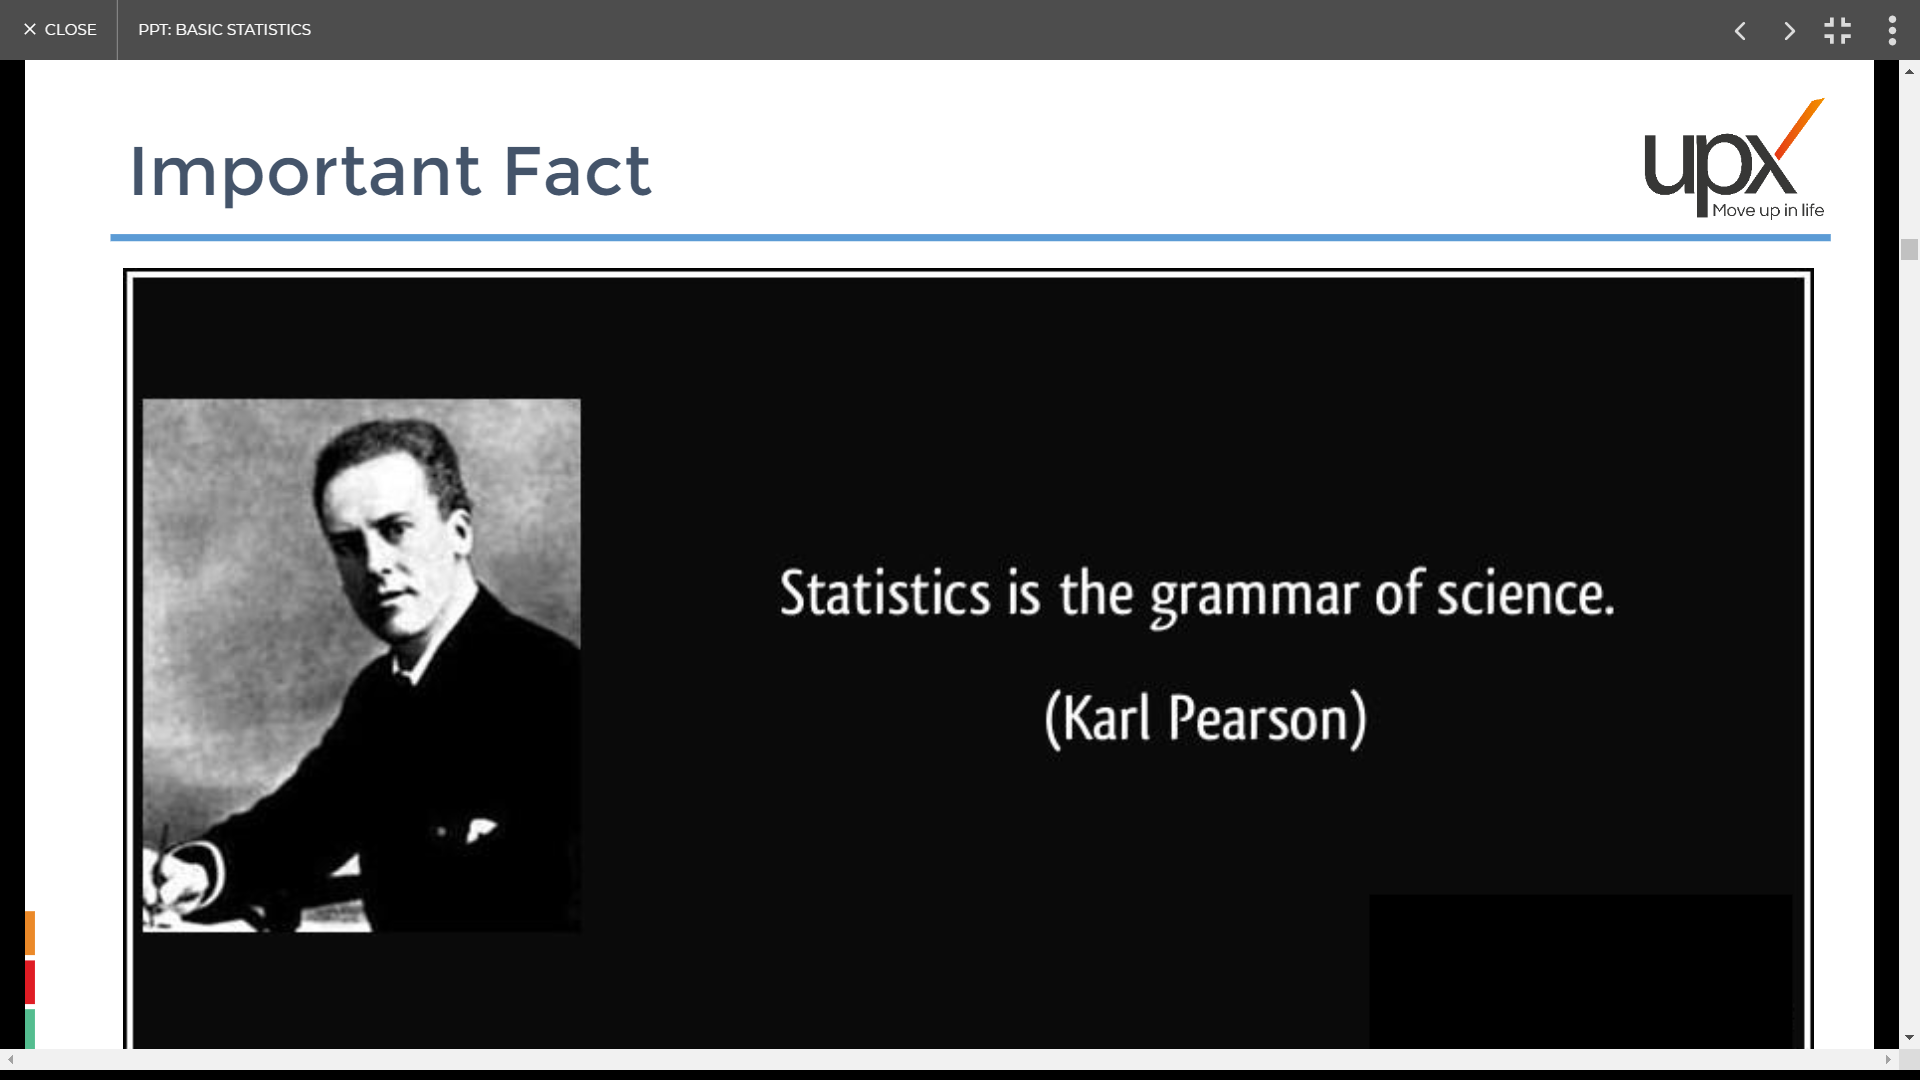 CLOSE
PPT: BASIC STATISTICS
Important Fact
upx
Move up in life
Statistics is the grammar of science.
(Karl Pearson)